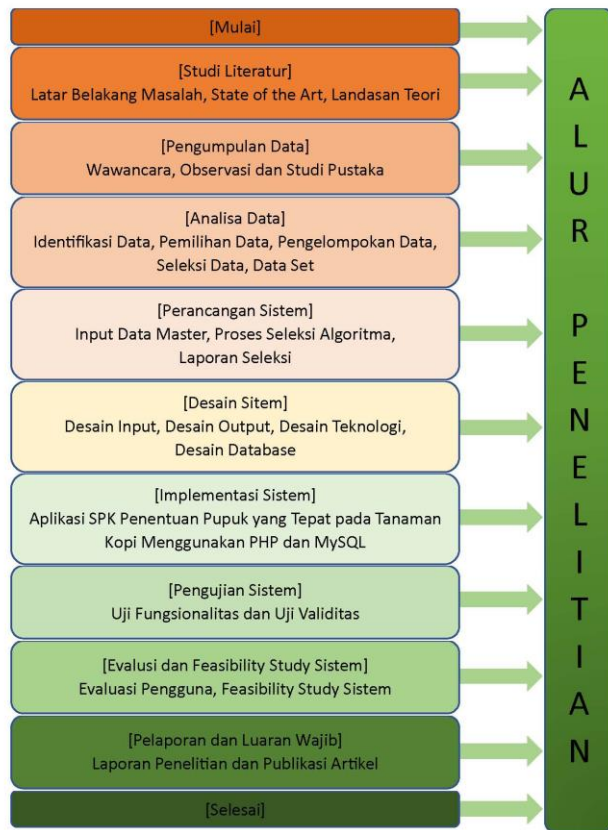 [Mulai]
[Studi Literatur]
Latar Belakang Masalah, State of the Art, Landasan Teori
[Pengumpulan Data]
Wawancara, Observasi dan Studi Pustaka
[Analisa Data]
Identifikasi Data, Pemilihan Data, Pengelompokan Data,
Seleksi Data, Data Set
[Perancangan Sistem]
Input Data Master, Proses Seleksi Algoritma,
Laporan Seleksi
[Desain Sitem]
Desain Input, Desain Output, Desain Teknologi,
Desain Database
[Implementasi Sistem]
Aplikasi SPK Penentuan Pupuk yang Tepat pada Tanaman
Kopi Menggunakan PHP dan MySQL
[Pengujian Sistem]
Uji Fungsionalitas dan Uji Validitas
[Evalusi dan Feasibility Study Sistem]
Evaluasi Pengguna, Feasibility Study Sistem
[Pelaporan dan Luaran Wajib]
Laporan Penelitian dan Publikasi Artikel
[Selesai]
ALUR PENELITIAN